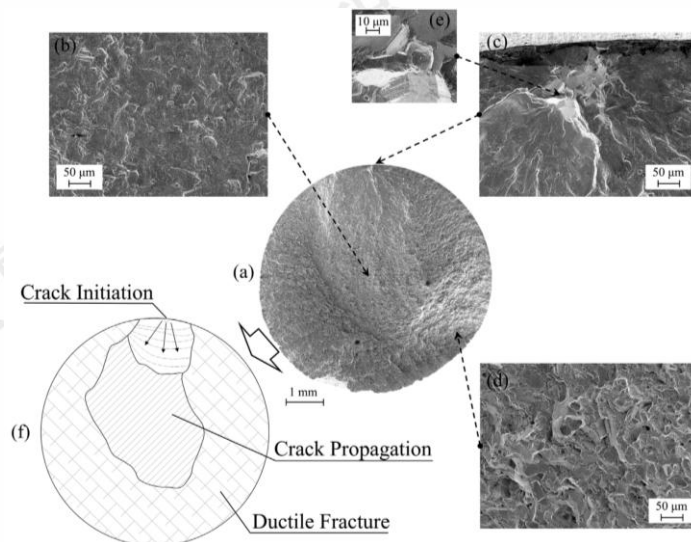 (b)
50 μm
(e)
10 μm
(c)
50 μm
(a)
1 mm
Crack Initiation
(f)
Crack Propagation
Ductile Fracture
(d)
50 μm